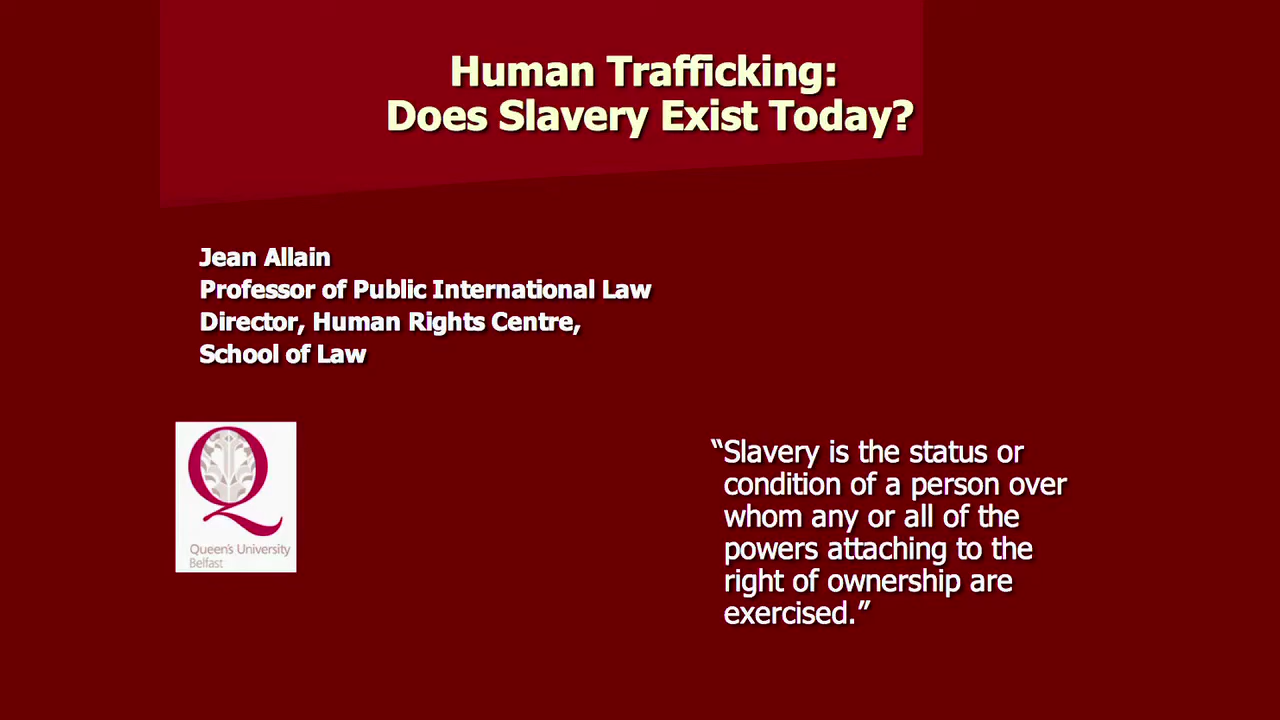 Human Trafficking:
Does Slavery Exist Today?
Jean Allain
Professor of Public International Law
Director, Human Rights Centre,
School of Law
Queen's University
Belfast
“Slavery is the status or
condition of a person over
whom any or all of the
powers attaching to the
right of ownership are
exercised.”